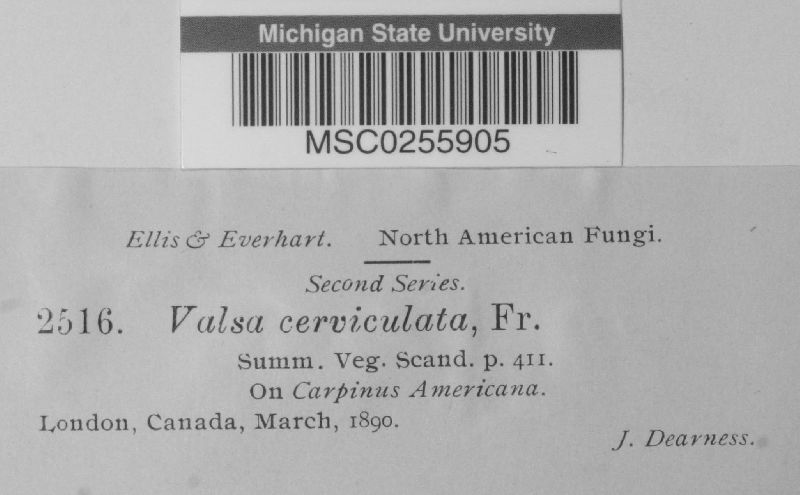 Michigan State University
MSC0255905
Ellis & Everhart. North American Fungi.
Second Series.
2516. Valsa cerviculata, Fr.
Summ. Veg. Scand. p. 411.
On Carpinus Americana.
London, Canada, March, 1890.
J. Dearness.